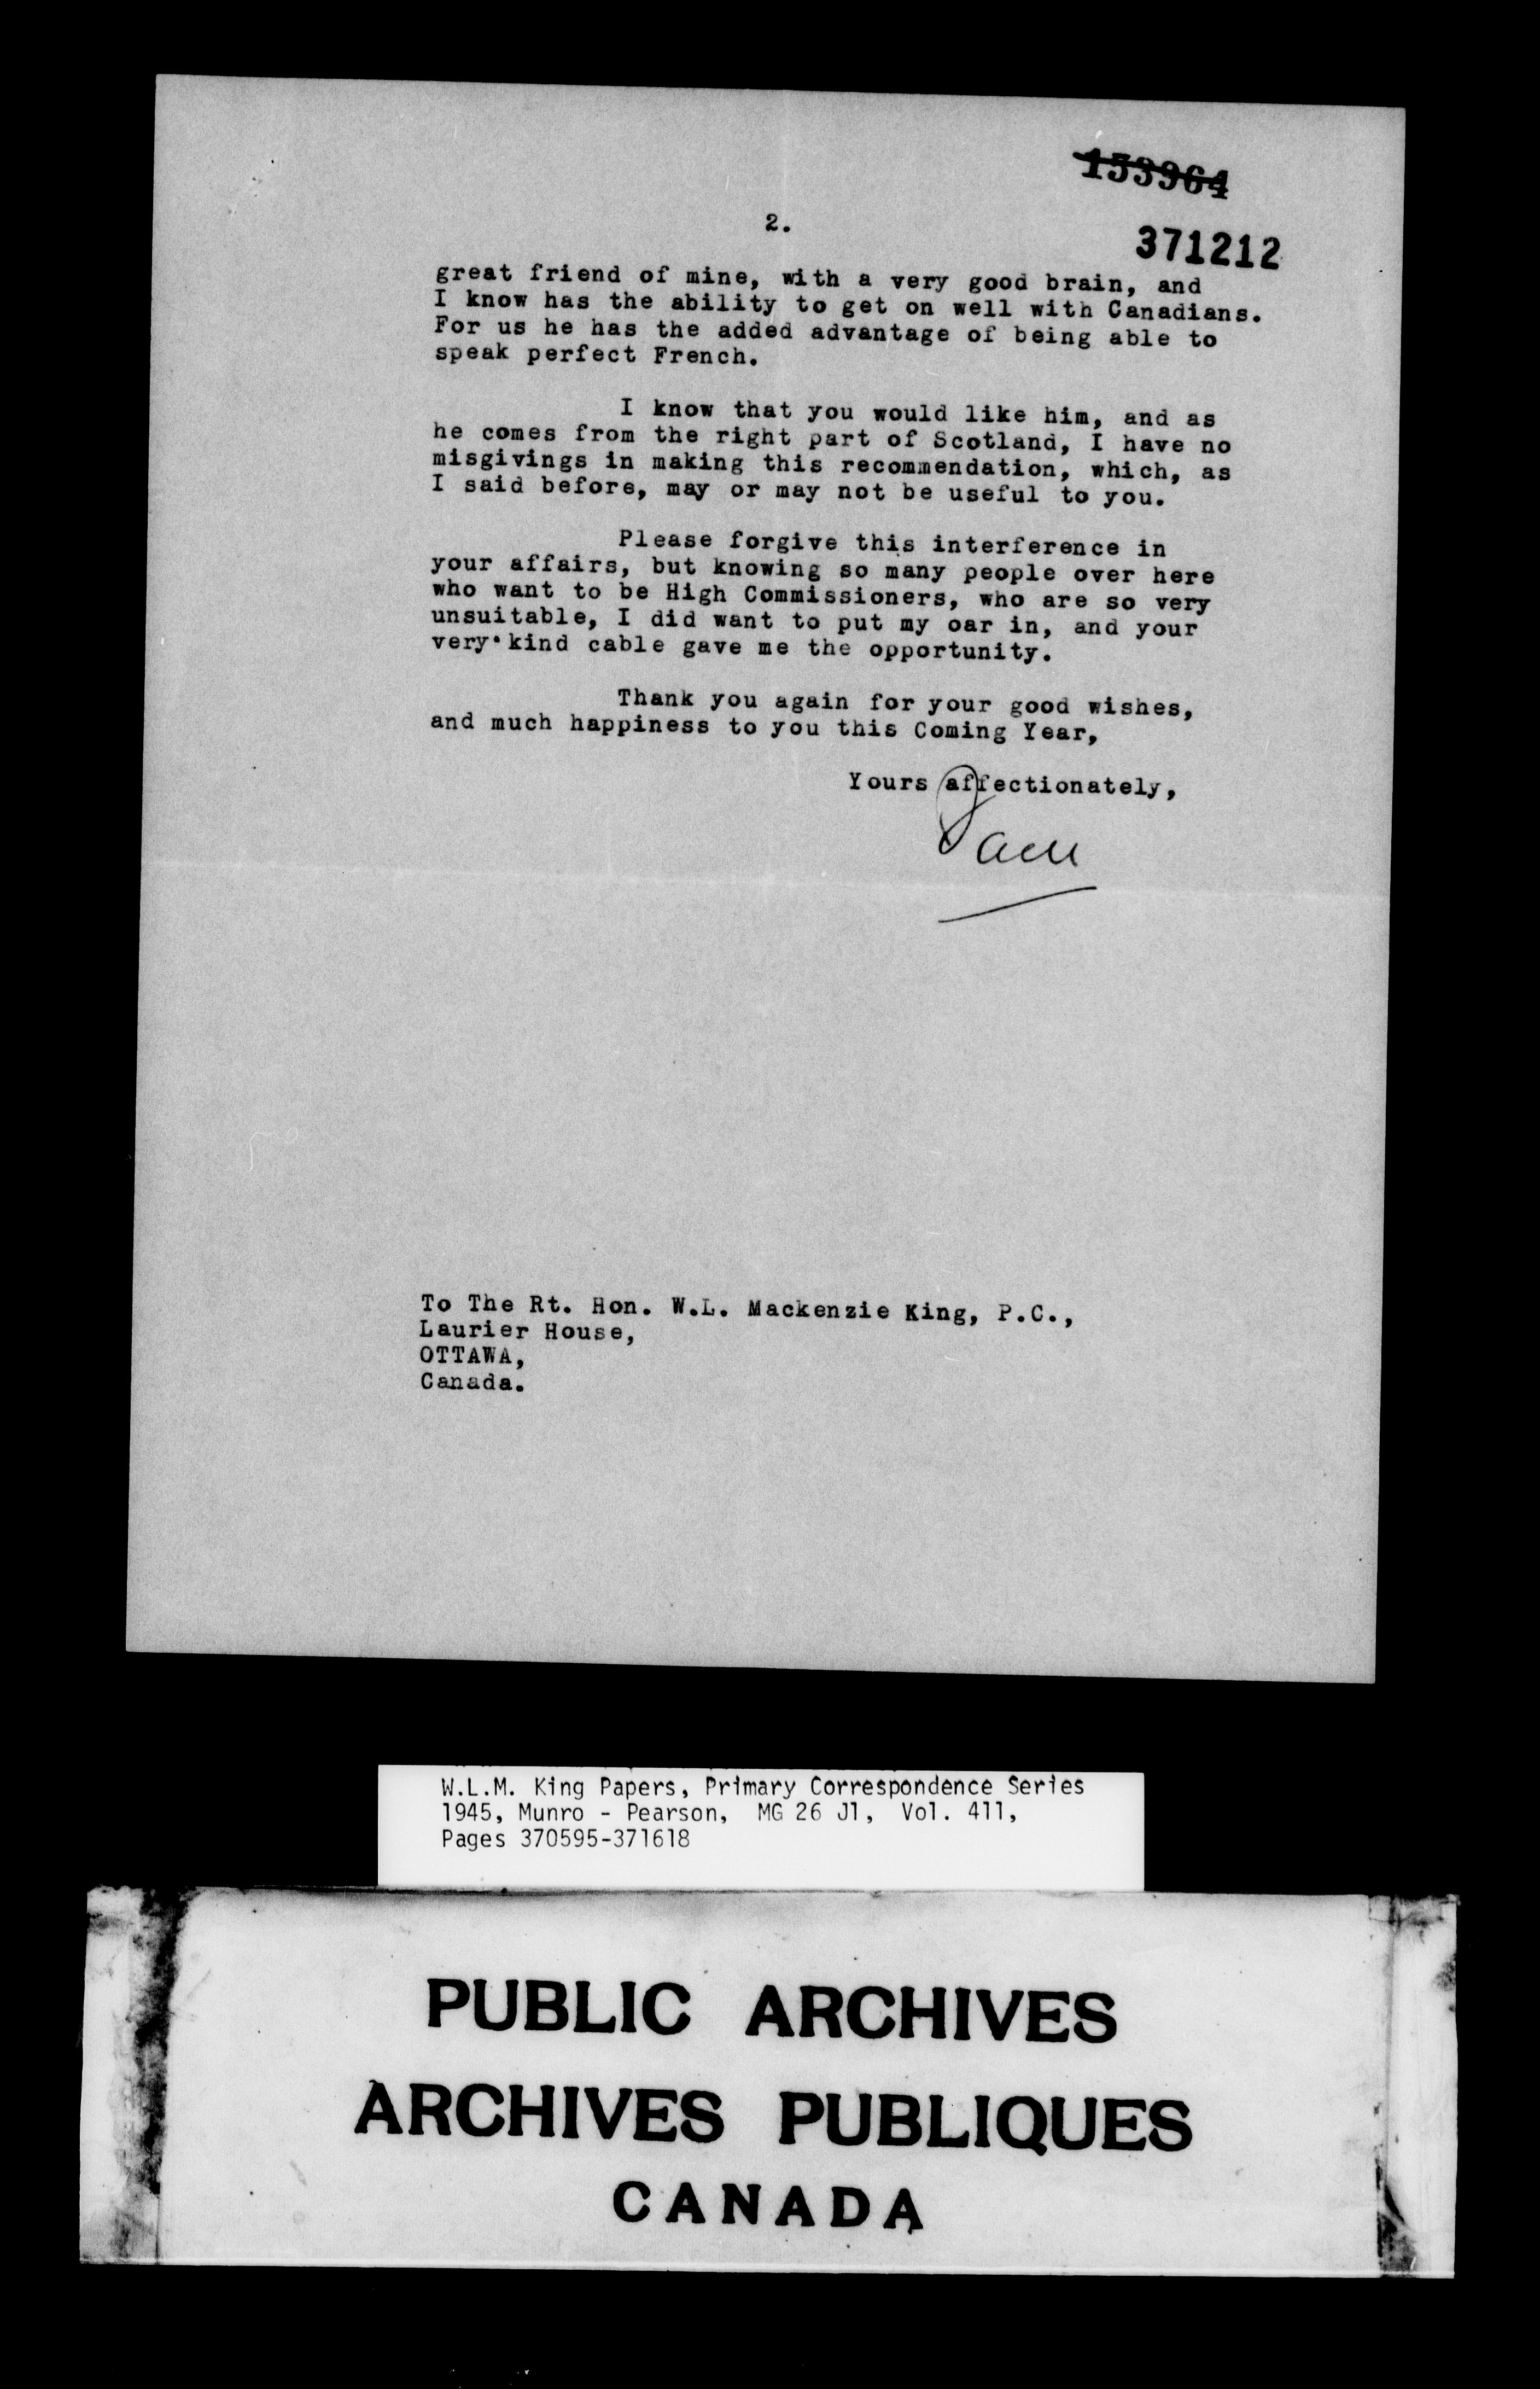 153964
2.
371212
great friend of mine, with a very good brain, and
I know has the ability to get on well with Canadians.
For us he has the added advantage of being able to
speak perfect French.
I know that you would like him, and as
he comes from the right part of Scotland, I have no
misgivings in making this recommendation, which, as
I said before, may or may not be useful to you.
Please forgive this interference in
your affairs, but knowing so many people over here
who want to be High Commissioners, who are so very
unsuitable, I did want to put my oar in, and your
very kind cable gave me the opportunity.
Thank you again for your good wishes,
and much happiness to you this Coming Year,
Yours affectionately,
To The Rt. Hon. W.L. Mackenzie King, P.C.,
Laurier House,
OTTAWA,
Canada.
W.L.M. King Papers, Primary Correspondence Series
1945, Munro - Pearson, MG 26 J1, Vol. 411,
Pages 370595-371618
PUBLIC ARCHIVES
ARCHIVES PUBLIQUES
CANADA